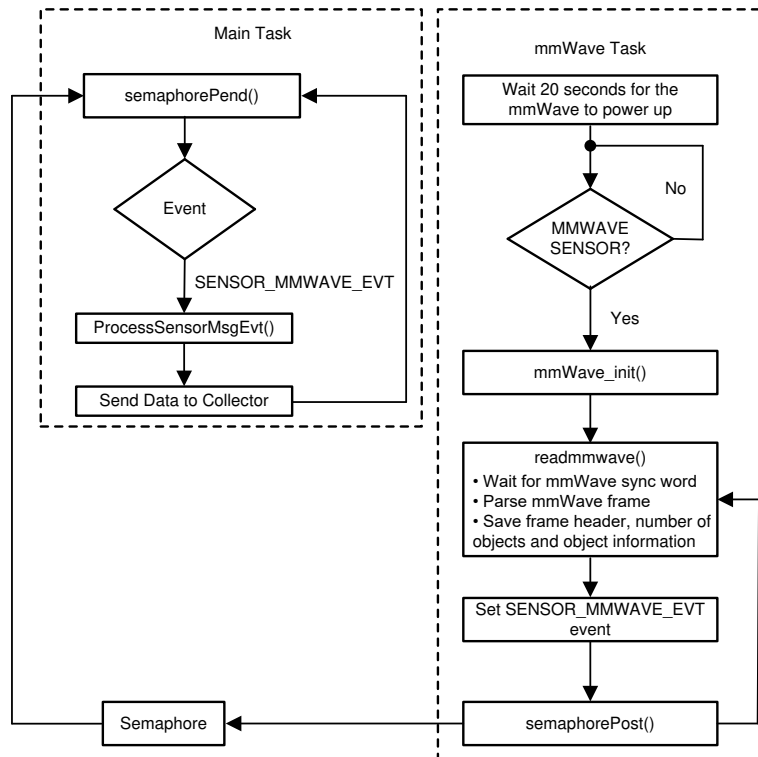 Main Task
semaphorePend()
Event
SENSOR_MMWAVE_EVT
ProcessSensorMsgEvt()
Send Data to Collector
mmWave Task
Wait 20 seconds for the
mmWave to power up
No
MMWAVE
SENSOR?
Yes
mmWave_init()
readmmwave()
• Wait for mmWave sync word
• Parse mmWave frame
• Save frame header, number of
objects and object information
Set SENSOR_MMWAVE_EVT
event
Semaphore
semaphorePost()